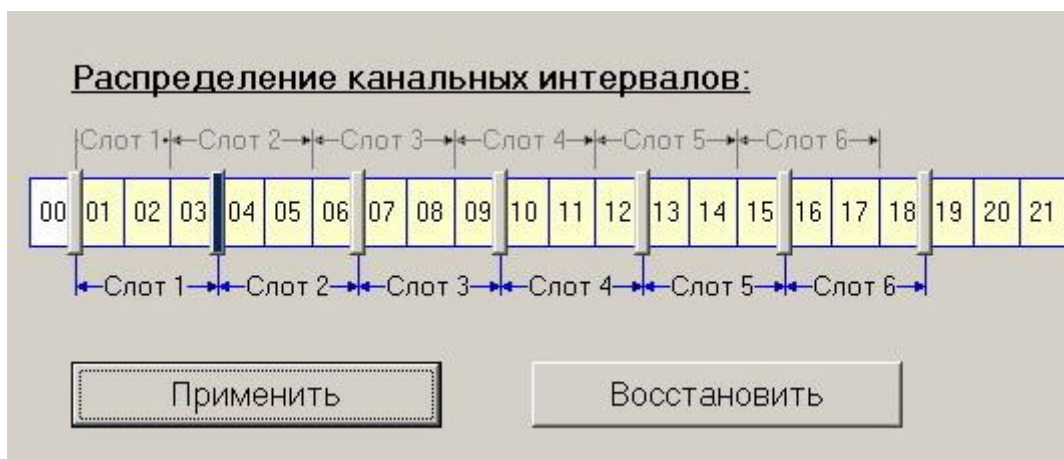 Распределение канальных интервалов:
Слот 1 Слот 2 Слот 3 Слот 4 Слот 5 Слот 6
00 01 02 03 04 05 06 07 08 09 10 11 12 13 14 15 16 17 18 19 20 21
Слот 1 Слот 2 Слот 3 Слот 4 Слот 5 Слот 6
Применить Восстановить